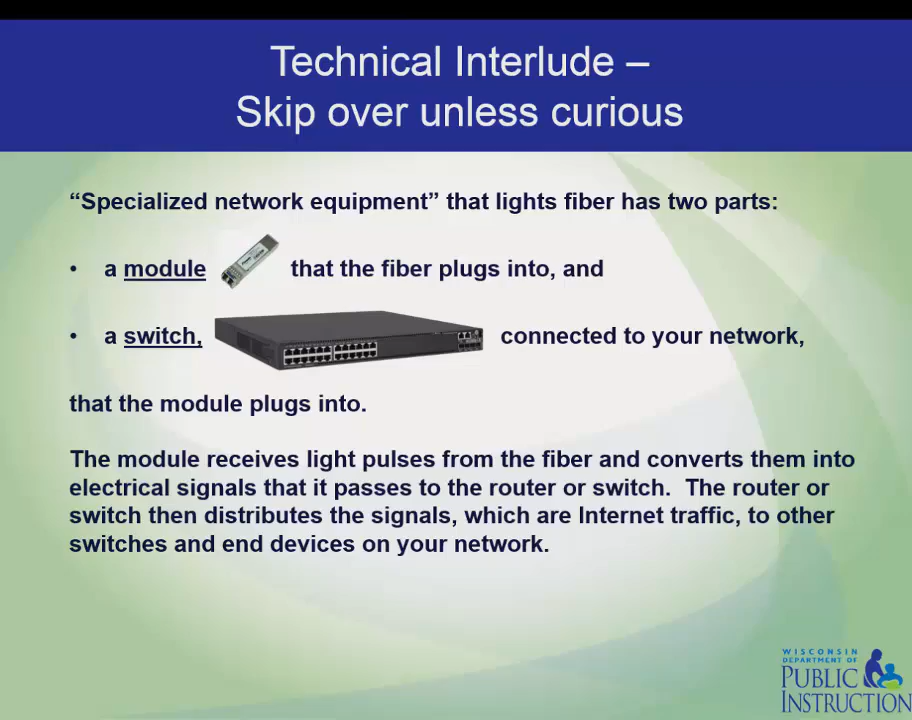 Technical Interlude –
Skip over unless curious
“Specialized network equipment” that lights fiber has two parts:
• a module that the fiber plugs into, and
• a switch, connected to your network,
that the module plugs into.
The module receives light pulses from the fiber and converts them into
electrical signals that it passes to the router or switch. The router or
switch then distributes the signals, which are Internet traffic, to other
switches and end devices on your network.
WISCONSIN
DEPARTMENT OF
PUBLIC
INSTRUCTION